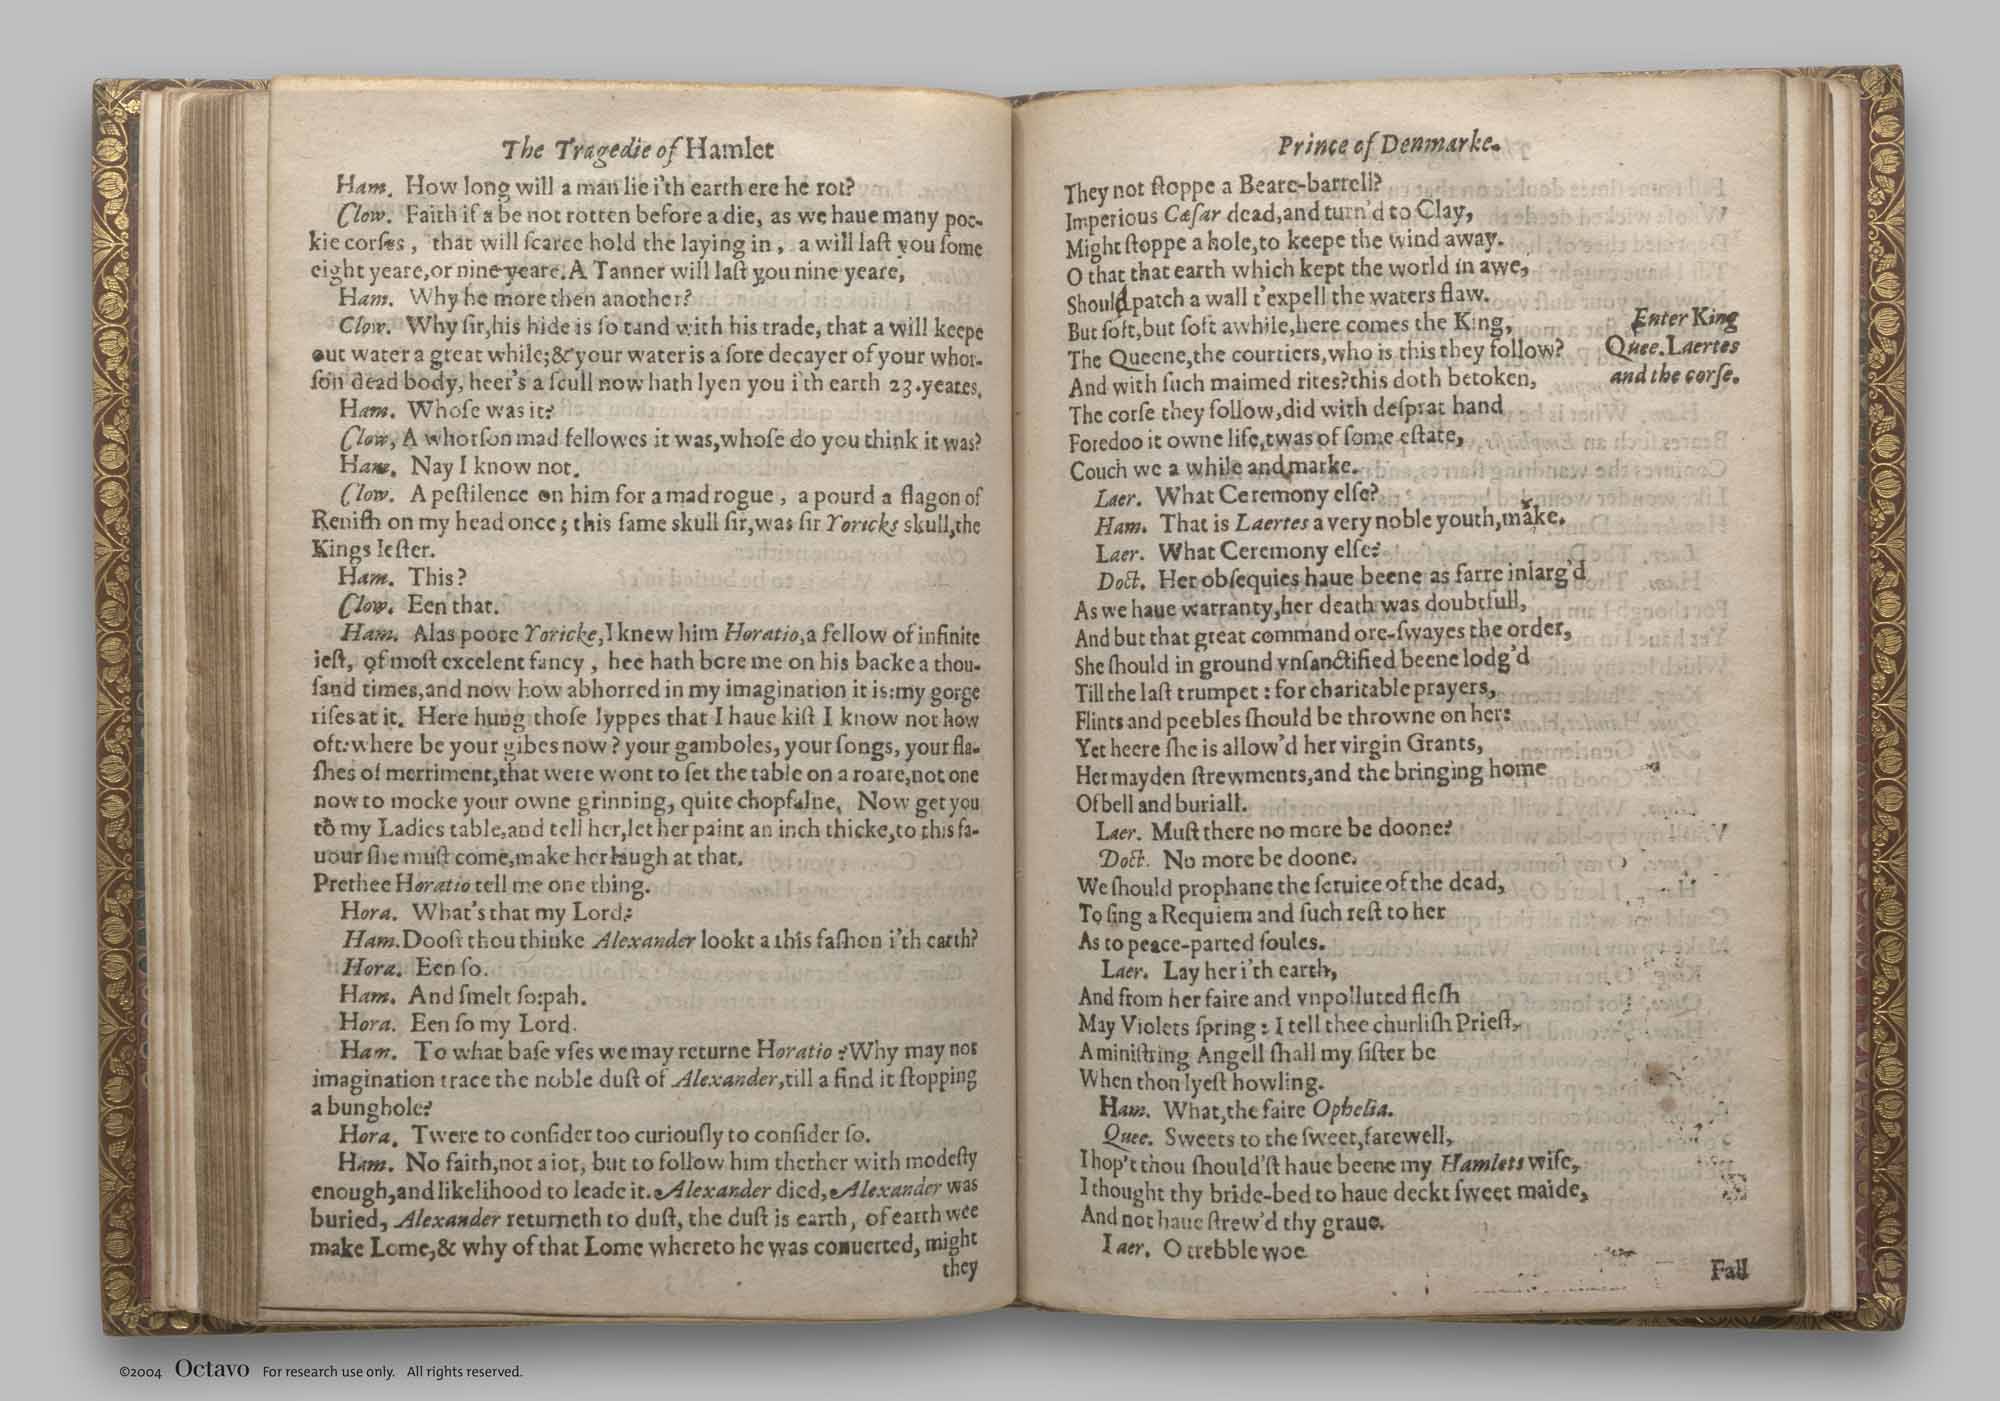 The Tragedie of Hamlet
Ham. How long will a man lie i'th earth ere he rot?
Clow. Faith if a be not rotten before a die, as we haue many poc-
kie corſes, that will ſcarce hold the laying in, a will laſt you ſome
eight yeare, or nine yeare. A Tanner will laſt you nine yeare,
Ham. Why he more then another?
Clow. Why ſir, his hide is ſo tand with his trade, that a will keepe
out water a great while; & your water is a ſore decayer of your whor-
ſon dead body, heer's a ſcull now hath lyen you i'th earth 23. yeares.
Ham. Whoſe was it?
Clow, A whorſon mad fellowes it was, whoſe do you think it was?
Ham. Nay I know not.
Clow. A peſtilence on him for a mad rogue, a pourd a flagon of
Reniſh on my head once; this ſame skull ſir, was ſir Yoricks skull, the
Kings Ieſter.
Ham. This?
Clow. Een that.
Ham. Alas poore Yoricke, I knew him Horatio, a fellow of infinite
ieſt, of moſt excelent fancy, hee hath bore me on his backe a thou-
ſand times, and now how abhorred in my imagination it is: my gorge
riſes at it. Here hung thoſe lyppes that I haue kiſt I know not how
oft: where be your gibes now? your gamboles, your ſongs, your fla-
ſhes of merriment, that were wont to ſet the table on a roare, not one
now to mocke your owne grinning, quite chopfalne. Now get you
to my Ladies table, and tell her, let her paint an inch thicke, to this fa-
uour ſhe muſt come, make her laugh at that.
Prethee Horatio tell me one thing.
Hora. What's that my Lord?
Ham. Dooſt thou thinke Alexander lookt a this faſhon i'th earth?
Hora. Een ſo.
Ham. And ſmelt ſo: pah.
Hora. Een ſo my Lord.
Ham. To what baſe vſes we may returne Horatio? Why may not
imagination trace the noble duſt of Alexander, till a find it ſtopping
a bunghole?
Hora. Twere to conſider too curiouſly to conſider ſo.
Ham. No faith, not a iot, but to follow him thether with modeſty
enough, and likelihood to leade it. Alexander died, Alexander was
buried, Alexander returneth to duſt, the duſt is earth, of earth wee
make Lome, & why of that Lome whereto he was conuerted, might
they
Prince of Denmarke.
They not ſtoppe a Beare-barrell?
Imperious Cæſar dead, and turn'd to Clay,
Might ſtoppe a hole, to keepe the wind away.
O that that earth which kept the world in awe,
Should patch a wall t'expell the waters flaw.
But ſoft, but ſoft awhile, here comes the King,
Enter King
The Queene, the courtiers, who is this they follow?
Quee. Laertes
And with ſuch maimed rites? this doth betoken,
and the corſe.
The corſe they follow, did with deſprat hand
Foredoo it owne life, twas of ſome eſtate,
Couch we a while and marke.
Laer. What Ceremony elſe?
Ham. That is Laertes a very noble youth, make.
Laer. What Ceremony elſe?
Doct. Her obſequies haue beene as farre inlarg'd
As we haue warranty, her death was doubtfull,
And but that great command ore-ſwayes the order,
She ſhould in ground vnſanctified beene lodg'd
Till the laſt trumpet: for charitable prayers,
Flints and peebles ſhould be throwne on her:
Yet heere ſhe is allow'd her virgin Grants,
Her mayden ſtrewments, and the bringing home
Of bell and buriall.
Laer. Muſt there no more be doone?
Doct. No more be doone.
We ſhould prophane the ſeruice of the dead,
To ſing a Requiem and ſuch reſt to her
As to peace-parted ſoules.
Laer. Lay her i'th earth,
And from her faire and vnpolluted fleſh
May Violets ſpring: I tell thee churliſh Prieſt,
A miniſtring Angell ſhall my ſiſter be
When thon lyeſt howling.
Ham. What, the faire Ophelia.
Quee. Sweets to the ſweet, farewell,
I hop't thou ſhould'ſt haue beene my Hamlets wife,
I thought thy bride-bed to haue deckt ſweet maide,
And not haue ſtrew'd thy graue.
Laer. O trebble woe
Fall
©2004 Octavo For research use only. All rights reserved.